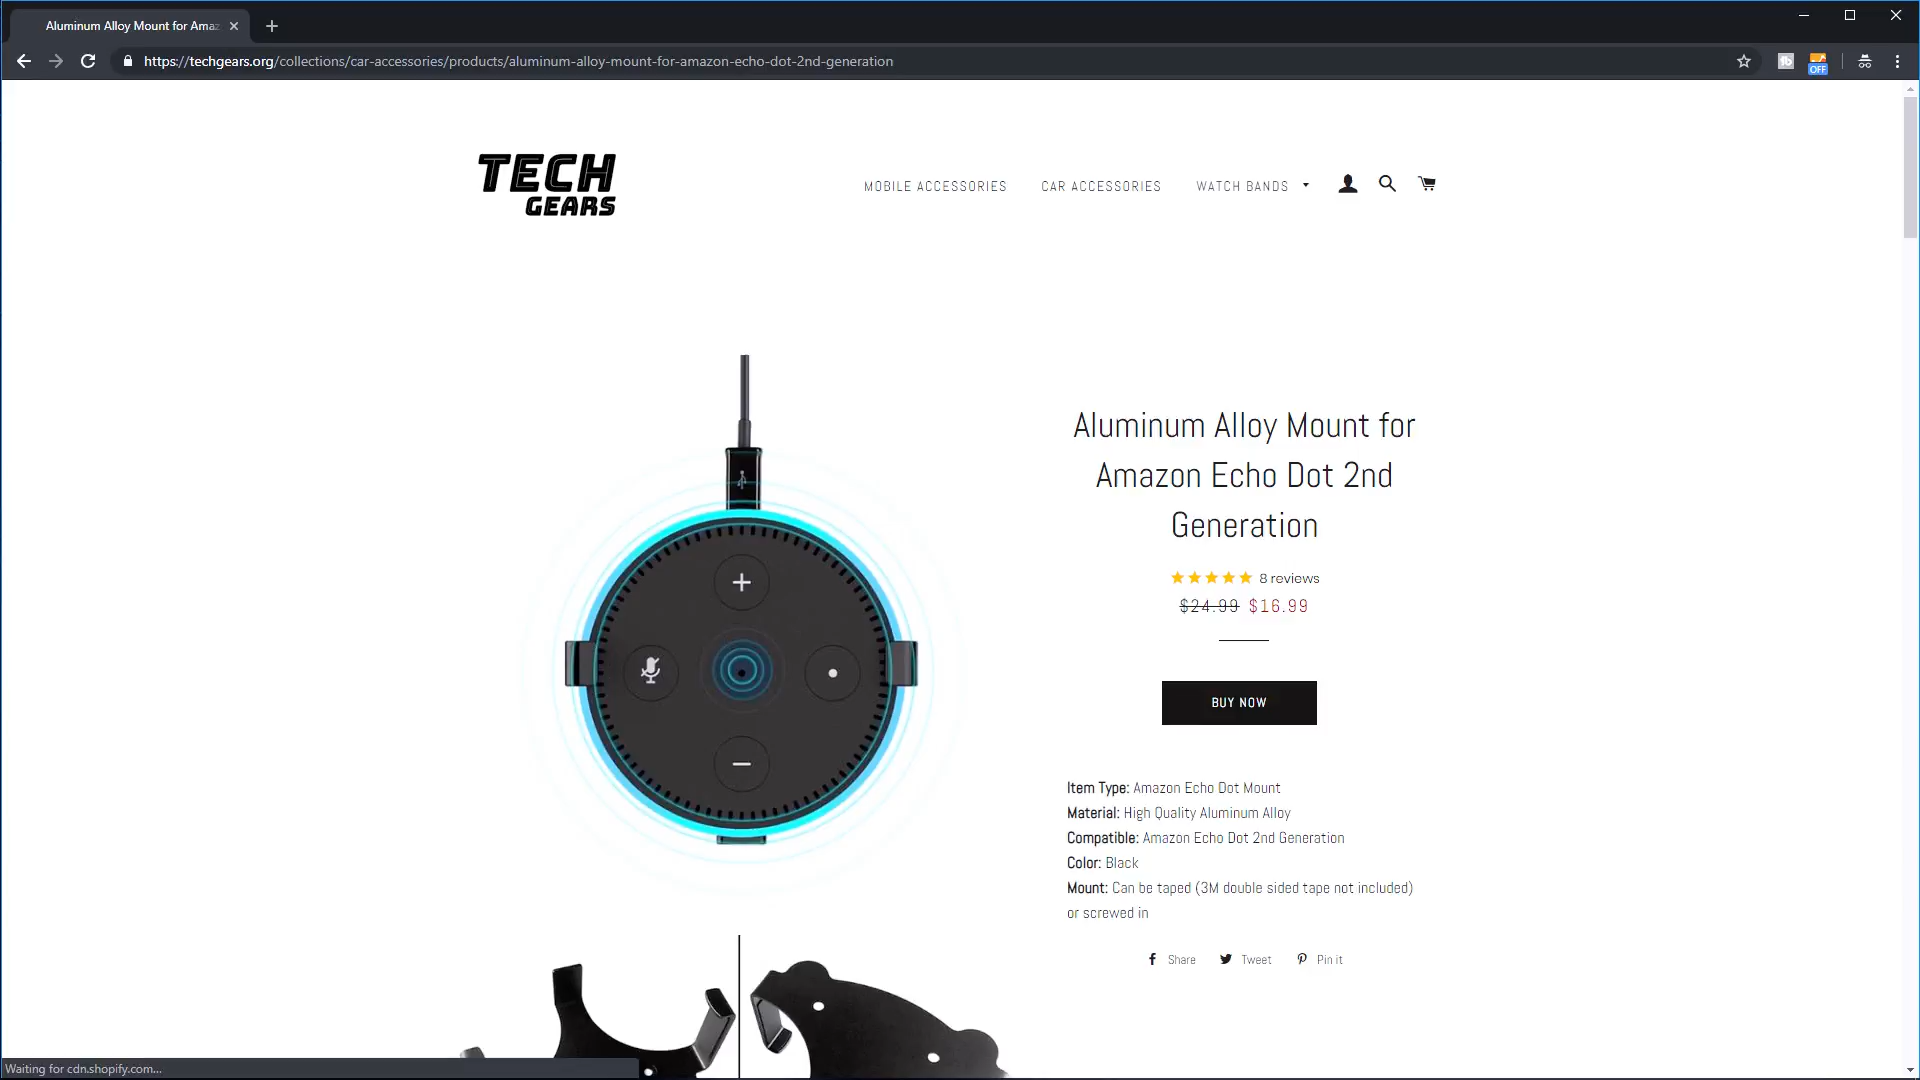 Aluminum Alloy Mount for Amaz
https://techgears.org/collections/car-accessories/products/aluminum-alloy-mount-for-amazon-echo-dot-2nd-generation
OFF
TECH
GEARS
MOBILE ACCESSORIES
CAR ACCESSORIES
WATCH BANDS
Aluminum Alloy Mount for
Amazon Echo Dot 2nd
Generation
8 reviews
$24.99 $16.99
BUY NOW
Item Type: Amazon Echo Dot Mount
Material: High Quality Aluminum Alloy
Compatible: Amazon Echo Dot 2nd Generation
Color: Black
Mount: Can be taped (3M double sided tape not included)
or screwed in
Share
Tweet
Pin it
Waiting for cdn.shopify.com...